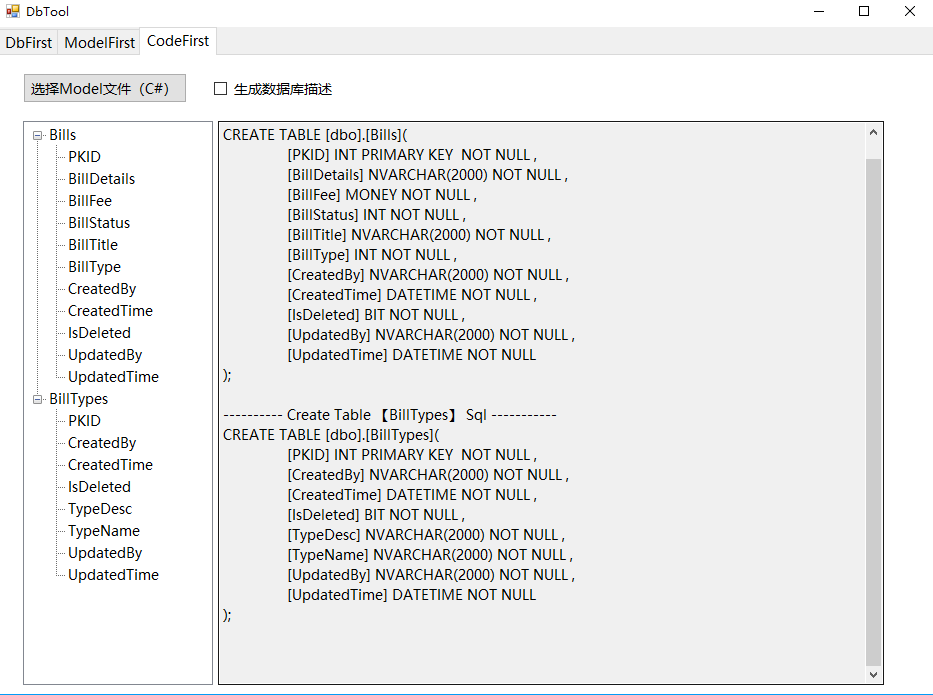 DbTool
DbFirst ModelFirst CodeFirst
选择Model文件（C#） 生成数据库描述
Bills
PKID
BillDetails
BillFee
BillStatus
BillTitle
BillType
CreatedBy
CreatedTime
IsDeleted
UpdatedBy
UpdatedTime
BillTypes
PKID
CreatedBy
CreatedTime
IsDeleted
TypeDesc
TypeName
UpdatedBy
UpdatedTime
CREATE TABLE [dbo].[Bills](
[PKID] INT PRIMARY KEY  NOT NULL ,
[BillDetails] NVARCHAR(2000) NOT NULL ,
[BillFee] MONEY NOT NULL ,
[BillStatus] INT NOT NULL ,
[BillTitle] NVARCHAR(2000) NOT NULL ,
[BillType] INT NOT NULL ,
[CreatedBy] NVARCHAR(2000) NOT NULL ,
[CreatedTime] DATETIME NOT NULL ,
[IsDeleted] BIT NOT NULL ,
[UpdatedBy] NVARCHAR(2000) NOT NULL ,
[UpdatedTime] DATETIME NOT NULL
);
---------- Create Table 【BillTypes】 Sql -----------
CREATE TABLE [dbo].[BillTypes](
[PKID] INT PRIMARY KEY  NOT NULL ,
[CreatedBy] NVARCHAR(2000) NOT NULL ,
[CreatedTime] DATETIME NOT NULL ,
[IsDeleted] BIT NOT NULL ,
[TypeDesc] NVARCHAR(2000) NOT NULL ,
[TypeName] NVARCHAR(2000) NOT NULL ,
[UpdatedBy] NVARCHAR(2000) NOT NULL ,
[UpdatedTime] DATETIME NOT NULL
);